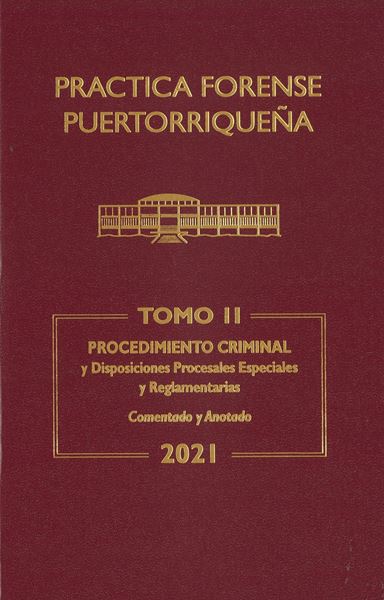 PRACTICA FORENSE
PUERTORRIQUEÑA
TOMO II
PROCEDIMIENTO CRIMINAL
y Disposiciones Procesales Especiales
y Reglamentarias
Comentado y Anotado
2021